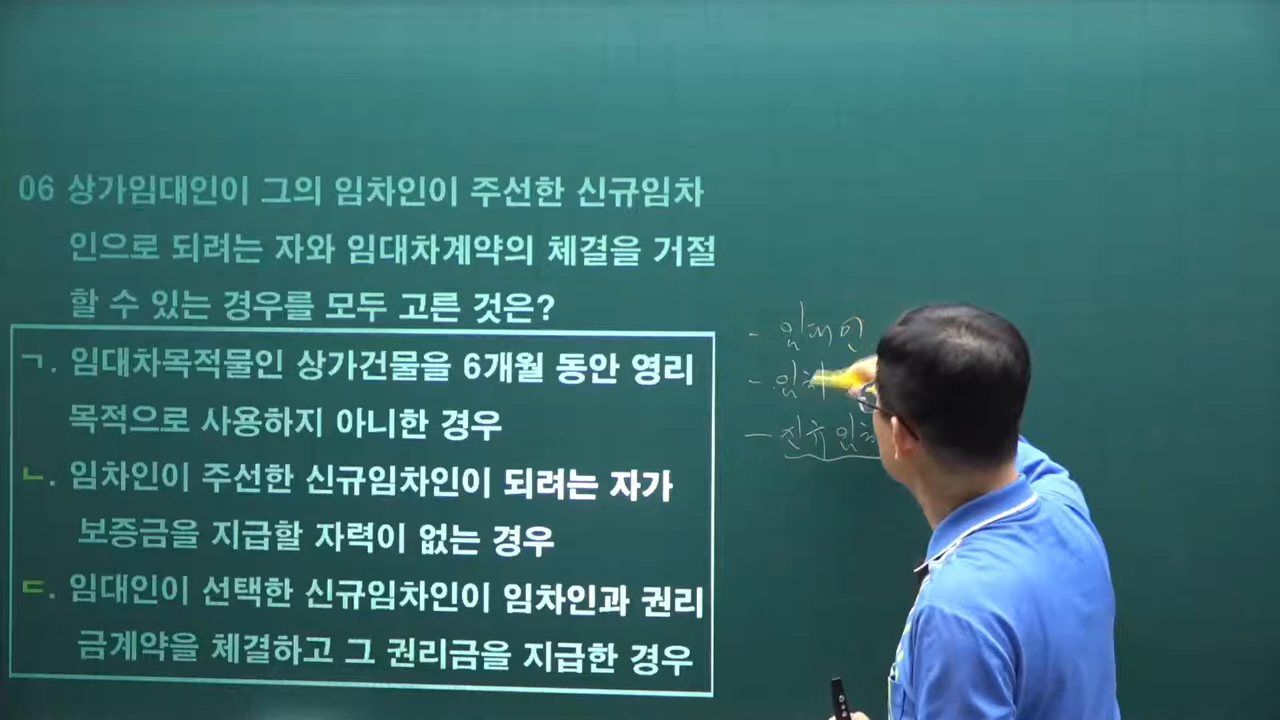 06 상가임대인이 그의 임차인이 주선한 신규임차
인으로 되려는 자와 임대차계약의 체결을 거절
할 수 있는 경우를 모두 고른 것은?
ㄱ. 임대차목적물인 상가건물을 6개월 동안 영리
목적으로 사용하지 아니한 경우
ㄴ. 임차인이 주선한 신규임차인이 되려는 자가
보증금을 지급할 자력이 없는 경우
ㄷ. 임대인이 선택한 신규임차인이 임차인과 권리
금계약을 체결하고 그 권리금을 지급한 경우
- 임대인
- 임차